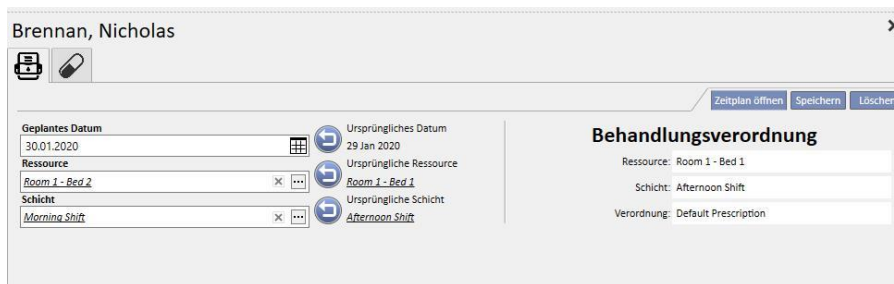 Brennan, Nicholas
Zeitplan öffnen Speichern Löschen
Geplantes Datum
30.01.2020
Ressource
Room 1 - Bed 2
Schicht
Morning Shift
Ursprüngliches Datum
29 Jan 2020
Ursprüngliche Ressource
Room 1 - Bed 1
Ursprüngliche Schicht
Afternoon Shift
Behandlungsverordnung
Ressource: Room 1 - Bed 1
Schicht: Afternoon Shift
Verordnung: Default Prescription